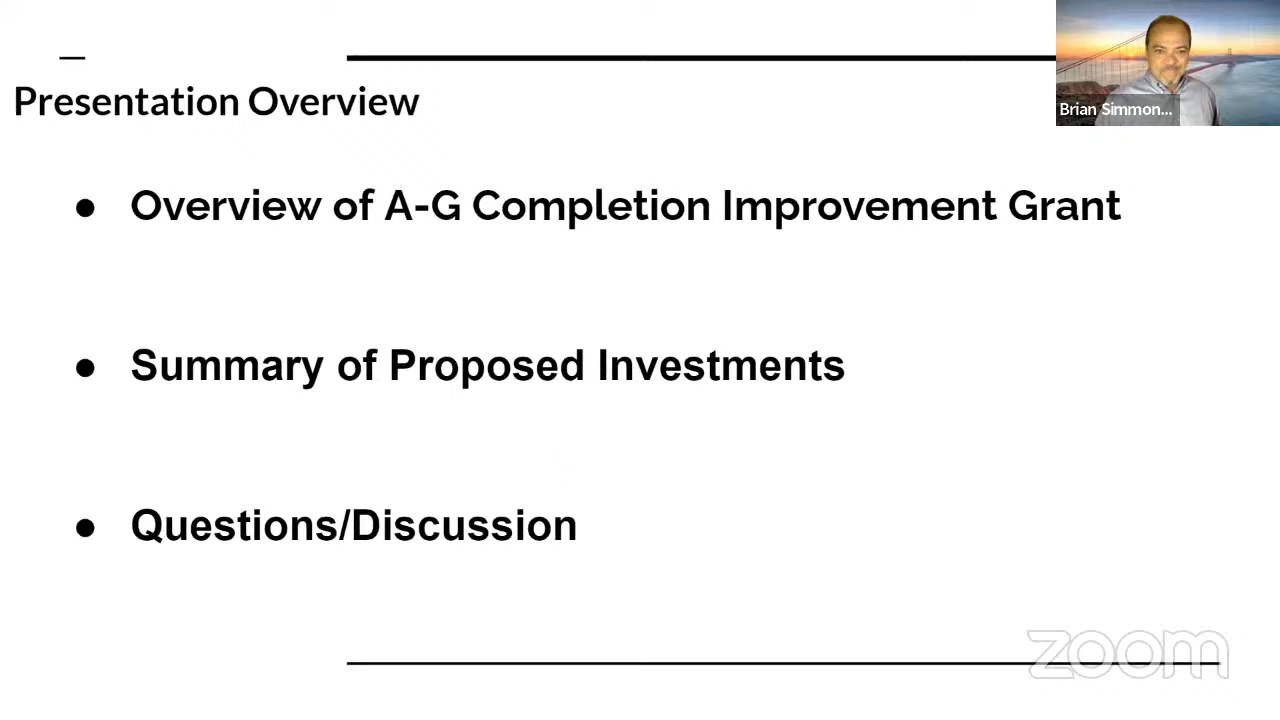 Presentation Overview
Brian Simmon...
● Overview of A-G Completion Improvement Grant
● Summary of Proposed Investments
● Questions/Discussion
zoom